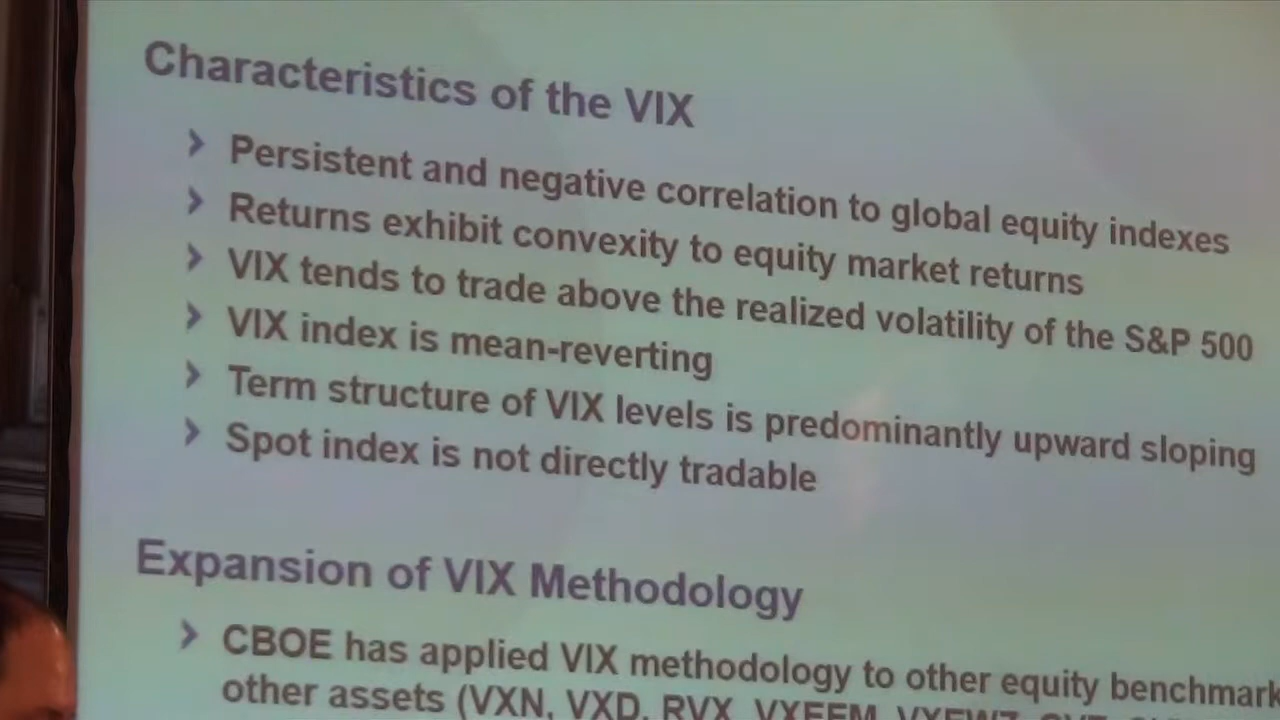 Characteristics of the VIX
Persistent and negative correlation to global equity indexes
Returns exhibit convexity to equity market returns
VIX tends to trade above the realized volatility of the S&P 500
VIX index is mean-reverting
Term structure of VIX levels is predominantly upward sloping
Spot index is not directly tradable
Expansion of VIX Methodology
CBOE has applied VIX methodology to other equity benchmark
other assets (VXN, VXD, RVX, VXEEM,